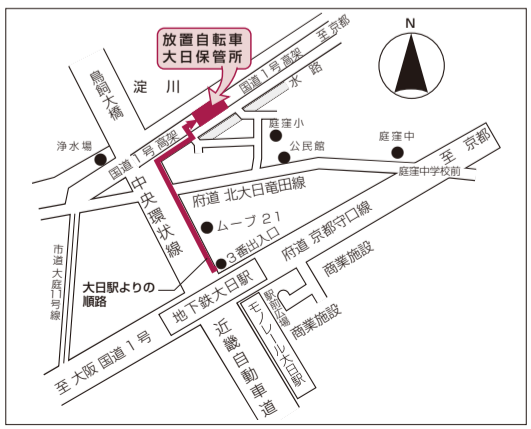 放置自転車
大日保管所
N
至京都
国道1号高架
水路
淀川
鳥飼大橋
浄水場
国道1号高架
庭窪小
公民館
庭窪中
至 京都
庭窪中学校前
府道 北大日竜田線
中央環状線
ムーブ21
3番出入口
府道 京都守口線
商業施設
市道大庭11号線
大日駅よりの
順路
地下鉄大日駅
駅前広場
商業施設
モノレール大日駅
至大阪 国道1号
近畿自動車道